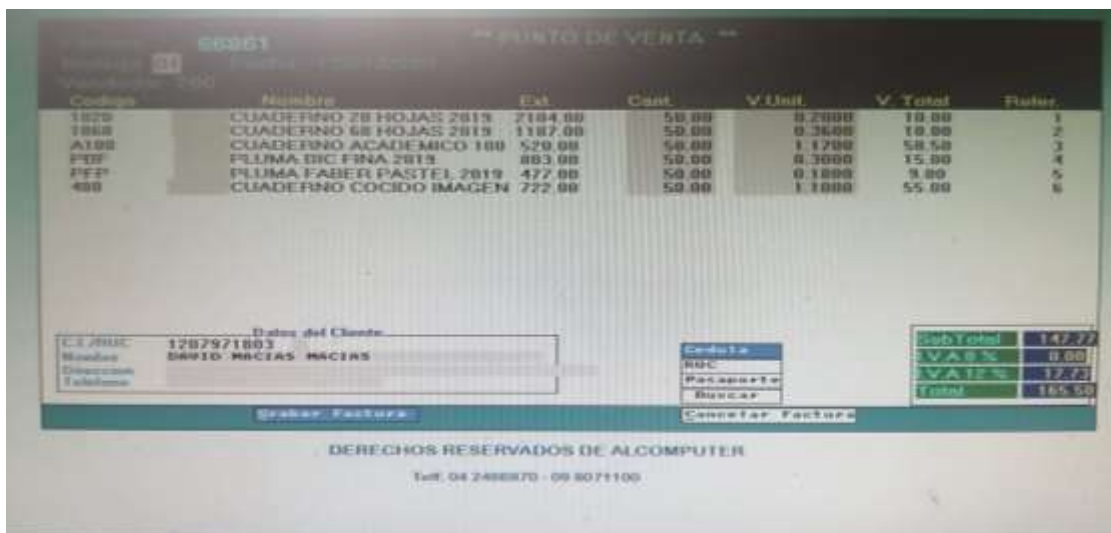 66861 ** PUNTO DE VENTA **
01
Codigo Nombre Ext. Cant. V.Unit. V. Total Refer.
1020 CUADERNO 20 HOJAS 2019 2104.00 50.00 0.2000 10.00 1
1060 CUADERNO 60 HOJAS 2019 1187.00 50.00 0.3600 18.00 2
A100 CUADERNO ACADEMICO 100 520.00 50.00 1.1700 58.50 3
PBF PLUMA BIC FINA 2019 803.00 50.00 0.3000 15.00 4
PFP PLUMA FABER PASTEL 2019 477.00 50.00 0.1800 9.00 5
400 CUADERNO COCIDO IMAGEN 722.00 50.00 1.1000 55.00 6
Datos del Cliente
C.I./RUC 1207971803
Nombre DAVID MACIAS MACIAS
Direccion
Telefono
Cedula
RUC
Pasaporte
Buscar
SubTotal 147.77
I.V.A 0 % 0.00
I.V.A 12 % 17.73
Total 165.50
Grabar Factura Cancelar Factura
DERECHOS RESERVADOS DE ALCOMPUTER
Telf. 04